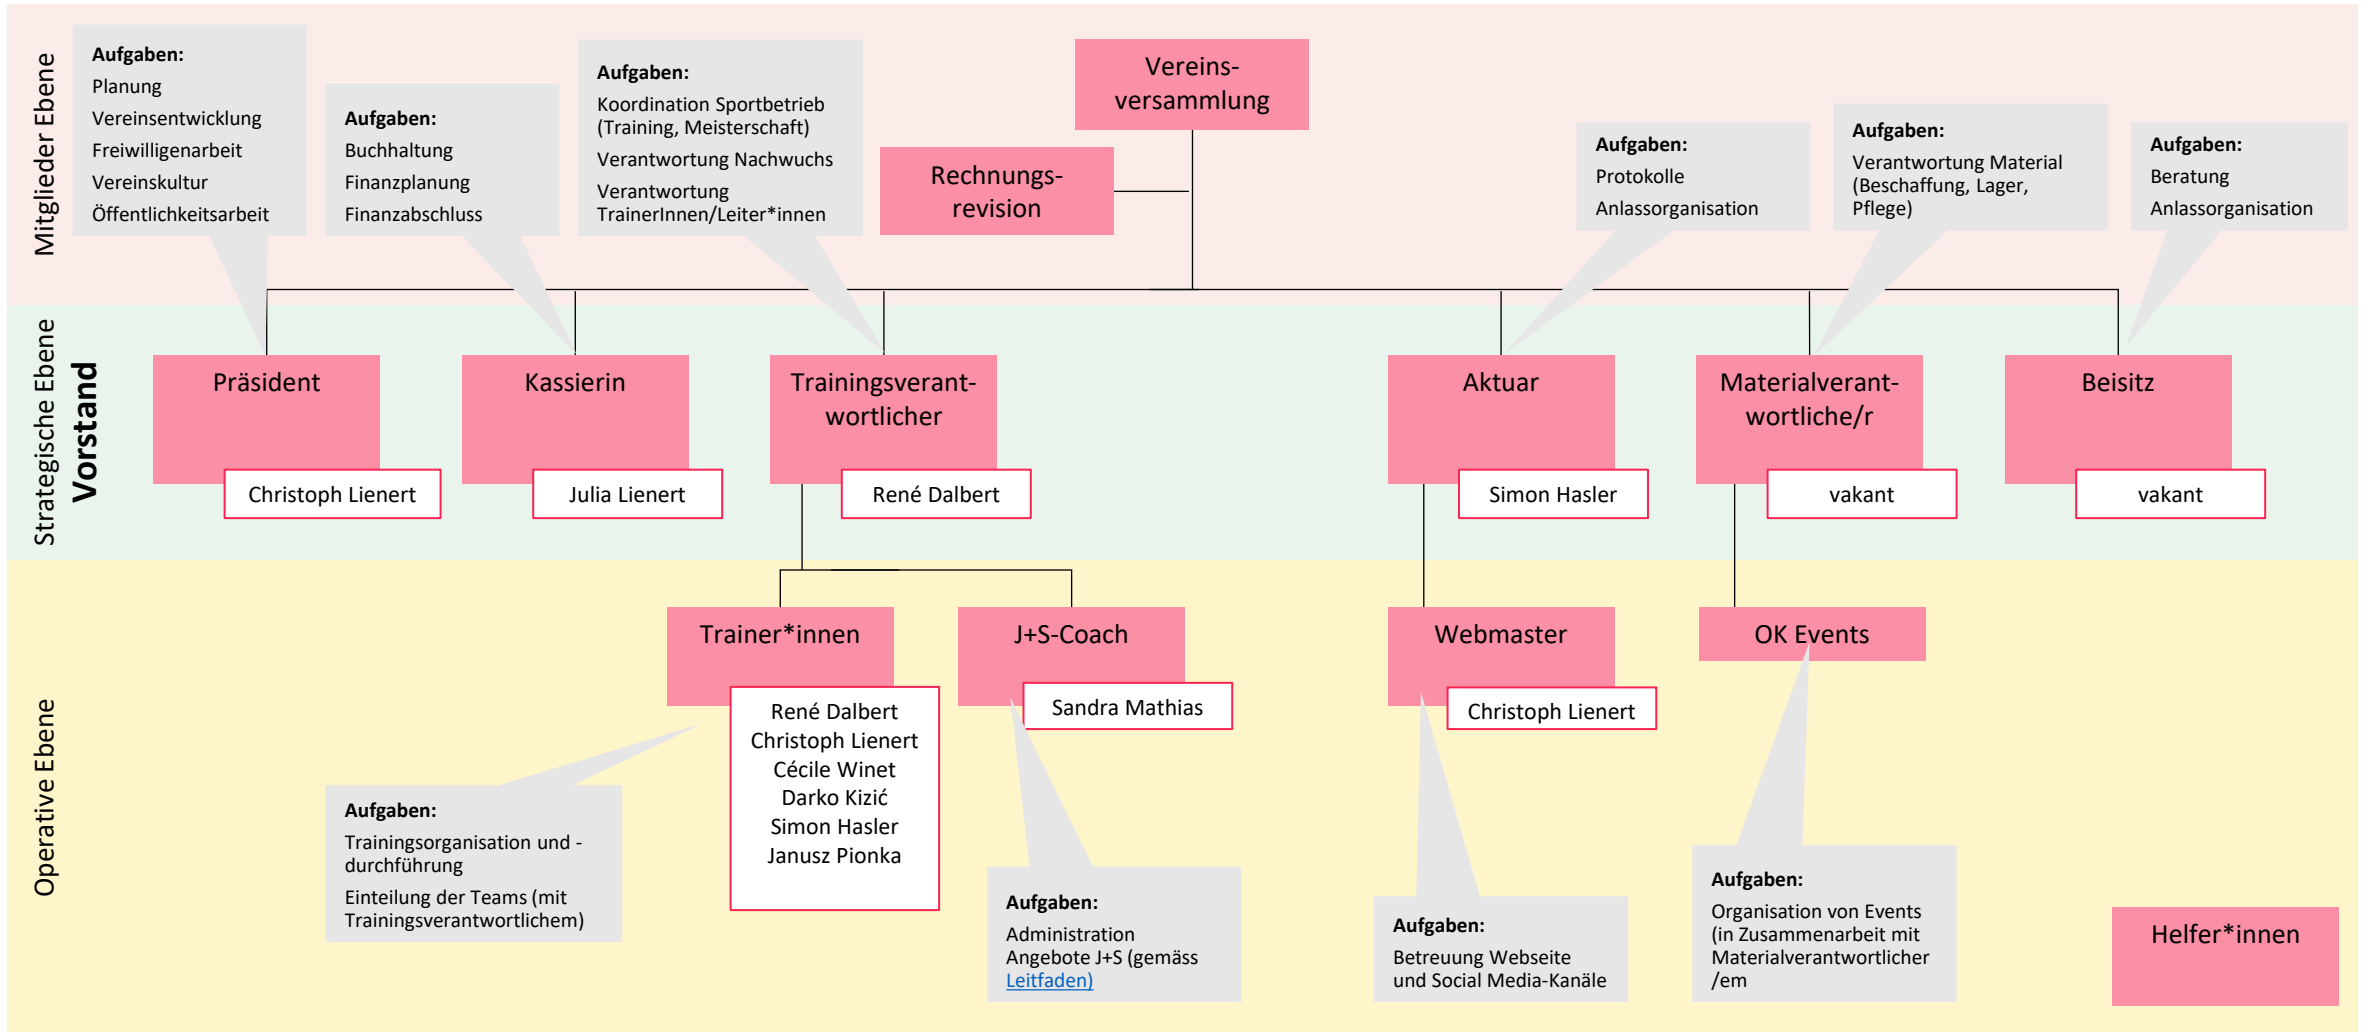 Mitglieder Ebene
Aufgaben:
Planung
Vereinsentwicklung
Freiwilligenarbeit
Vereinskultur
Öffentlichkeitsarbeit
Aufgaben:
Buchhaltung
Finanzplanung
Finanzabschluss
Aufgaben:
Koordination Sportbetrieb
(Training, Meisterschaft)
Verantwortung Nachwuchs
Verantwortung
TrainerInnen/Leiter*innen
Vereins-
versammlung
Rechnungs-
revision
Aufgaben:
Protokolle
Anlassorganisation
Aufgaben:
Verantwortung Material
(Beschaffung, Lager,
Pflege)
Aufgaben:
Beratung
Anlassorganisation
Strategische Ebene
Vorstand
Präsident
Christoph Lienert
Kassierin
Julia Lienert
Trainingsverant-
wortlicher
René Dalbert
Aktuar
Simon Hasler
Materialverant-
wortliche/r
vakant
Beisitz
vakant
Operative Ebene
Trainer*innen
René Dalbert
Christoph Lienert
Cécile Winet
Darko Kizić
Simon Hasler
Janusz Pionka
J+S-Coach
Sandra Mathias
Webmaster
Christoph Lienert
OK Events
Aufgaben:
Trainingsorganisation und -
durchführung
Einteilung der Teams (mit
Trainingsverantwortlichem)
Aufgaben:
Administration
Angebote J+S (gemäss
Leitfaden)
Aufgaben:
Betreuung Webseite
und Social Media-Kanäle
Aufgaben:
Organisation von Events
(in Zusammenarbeit mit
Materialverantwortlicher
/em
Helfer*innen